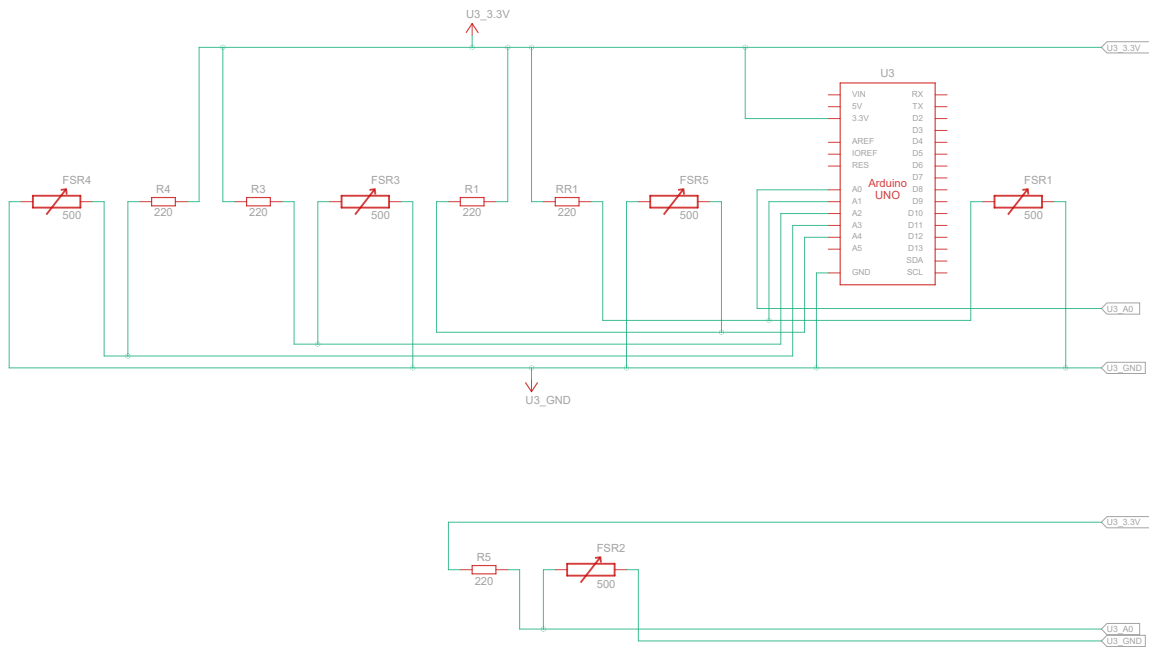 U3_3.3V
U3_3.3V
U3
VIN RX
5V TX
3.3V D2
D3
AREF D4
IOREF D5
RES D6
D7
A0 D8
A1 D9
A2 D10
A3 D11
A4 D12
A5 D13
SDA
GND SCL
Arduino
UNO
FSR4
500
R4
220
R3
220
FSR3
500
R1
220
RR1
220
FSR5
500
FSR1
500
U3_A0
U3_GND
U3_GND
U3_3.3V
R5
220
FSR2
500
U3_A0
U3_GND